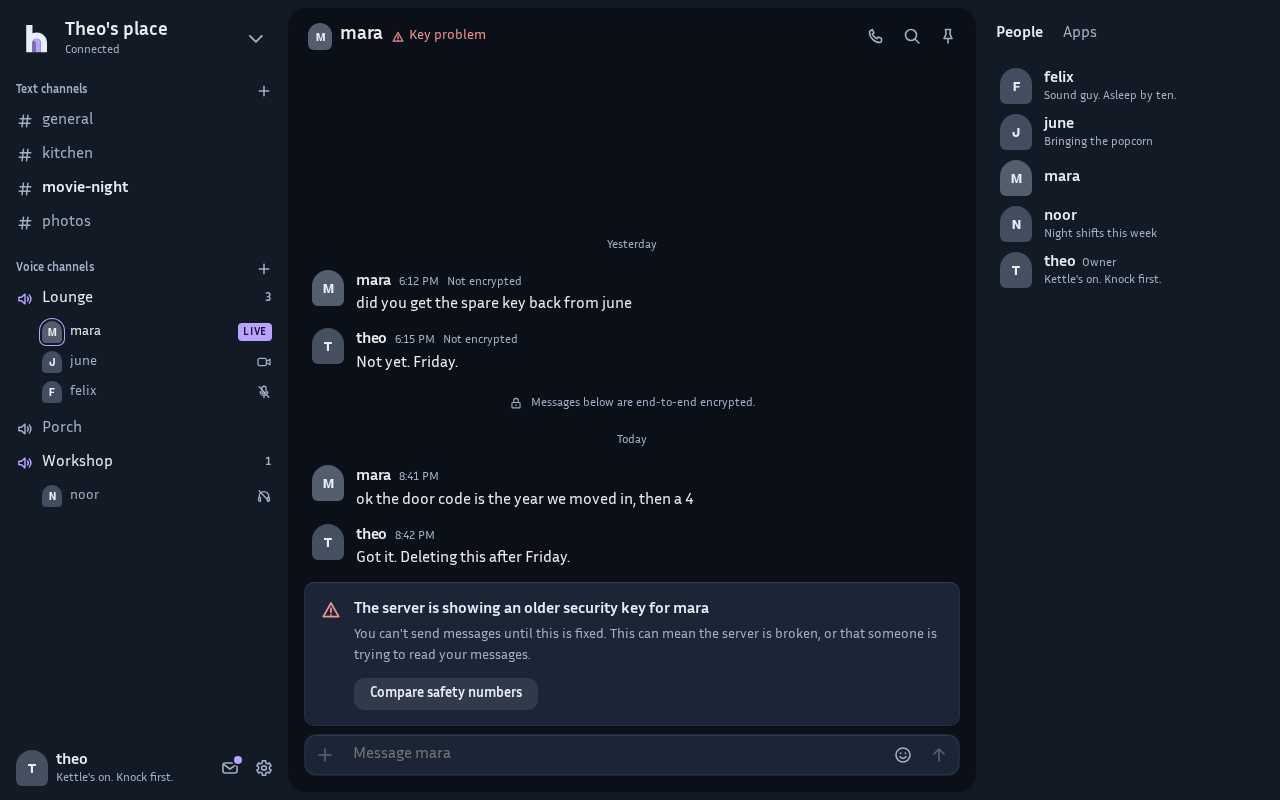 Theo's place
Connected
Text channels
general
kitchen
movie-night
photos
Voice channels
Lounge 3
M mara LIVE
J june
F felix
Porch
Workshop 1
N noor
T theo
Kettle's on. Knock first.
M mara Key problem
Yesterday
M mara 6:12 PM Not encrypted
did you get the spare key back from june
T theo 6:15 PM Not encrypted
Not yet. Friday.
Messages below are end-to-end encrypted.
Today
M mara 8:41 PM
ok the door code is the year we moved in, then a 4
T theo 8:42 PM
Got it. Deleting this after Friday.
The server is showing an older security key for mara
You can't send messages until this is fixed. This can mean the server is broken, or that someone is
trying to read your messages.
Compare safety numbers
Message mara
People Apps
F felix
Sound guy. Asleep by ten.
J june
Bringing the popcorn
M mara
N noor
Night shifts this week
T theo Owner
Kettle's on. Knock first.